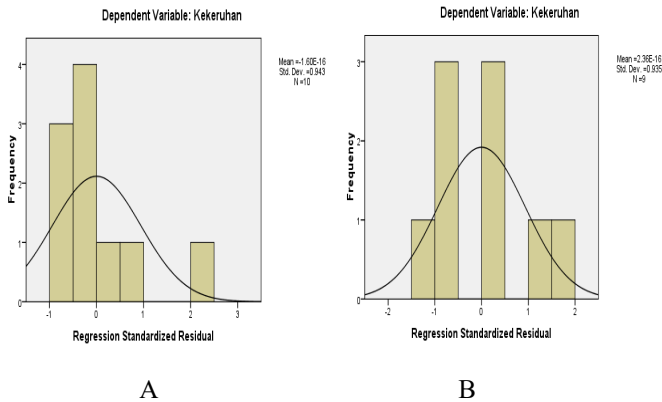 Dependent Variable: Kekeruhan
Mean =-1.60E-16
Std. Dev. =0.943
N =10
Frequency
4
3
2
1
0
-1 0 1 2 3
Regression Standardized Residual
A
Dependent Variable: Kekeruhan
Mean =2.36E-16
Std. Dev. =0.935
N =9
Frequency
3
2
1
0
-2 -1 0 1 2
Regression Standardized Residual
B